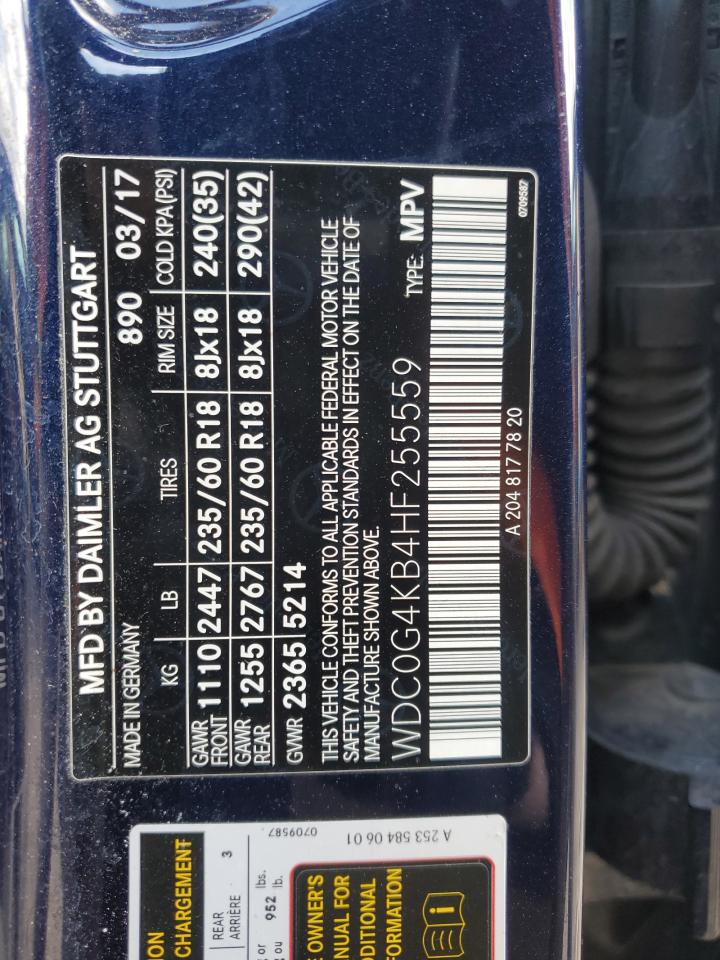 MFD BY DAIMLER AG STUTTGART
MADE IN GERMANY 890 03/17
KG LB TIRES RIM SIZE COLD KPA(PSI)
GAWR FRONT 1110 2447 235/60 R18 8Jx18 240(35)
GAWR REAR 1255 2767 235/60 R18 8Jx18 290(42)
GVWR 2365 5214
THIS VEHICLE CONFORMS TO ALL APPLICABLE FEDERAL MOTOR VEHICLE
SAFETY AND THEFT PREVENTION STANDARDS IN EFFECT ON THE DATE OF
MANUFACTURE SHOWN ABOVE.
WDC0G4KB4HF255559 TYPE: MPV
A 204 817 78 20
0709587
CHARGEMENT
REAR 3
ARRIÈRE
or lbs.
ou 952 lb.
OWNER'S
FOR
A 253 584 06 01
0709587